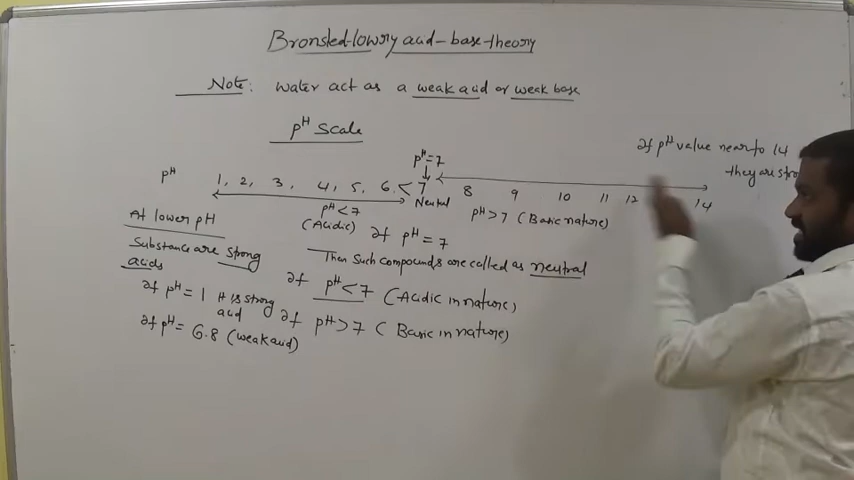 Bronsted-lowry acid-base-theory
Note: Water act as a weak acid or weak base
pH Scale
If pH value near to 14
they are stro
pH 1, 2, 3, 4, 5, 6, < 7
pH=7
Neutral
8 9 10 11 12 14
pH<7
(Acidic)
pH>7 (Basic nature)
At lower pH
Substance are strong
acids
If pH = 1 it is strong
acid
If pH = 6.8 (weak acid)
If pH = 7
Then Such compounds are called as neutral
If pH<7 (Acidic in nature)
If pH>7 (Basic in nature)